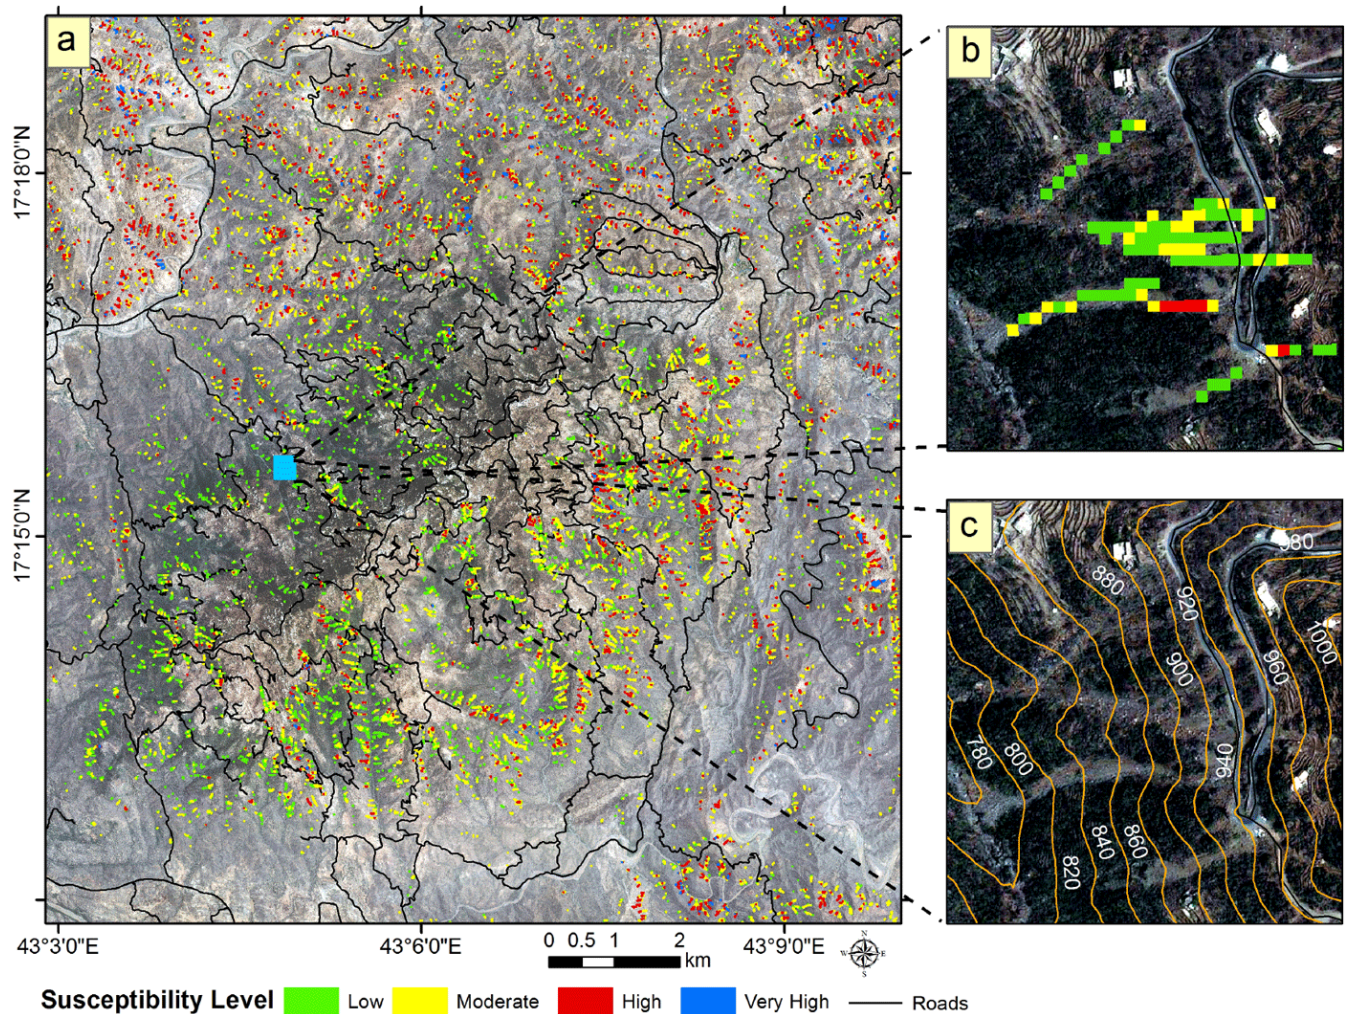 a
b
c
17°18'0"N
17°15'0"N
43°3'0"E
43°6'0"E
43°9'0"E
0 0.5 1 2
km
N
W E
S
880
920
980
1000
960
900
940
780
800
820
840
860
Susceptibility Level Low Moderate High Very High Roads